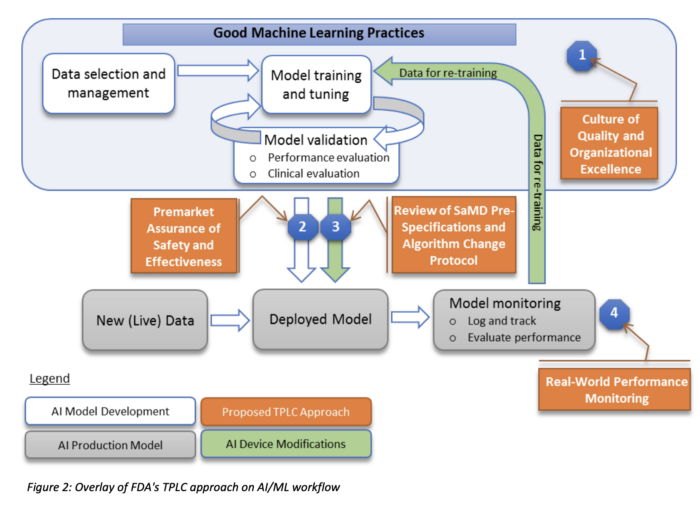 Good Machine Learning Practices
Data selection and
management
Model training
and tuning
Data for re-training
1
Culture of
Quality and
Organizational
Excellence
Model validation
o Performance evaluation
o Clinical evaluation
Data for re-training
Premarket
Assurance of
Safety and
Effectiveness
2
3
Review of SaMD Pre-
Specifications and
Algorithm Change
Protocol
New (Live) Data
Deployed Model
Model monitoring
o Log and track
o Evaluate performance
4
Real-World Performance
Monitoring
Legend
AI Model Development
Proposed TPLC Approach
AI Production Model
AI Device Modifications
Figure 2: Overlay of FDA's TPLC approach on AI/ML workflow